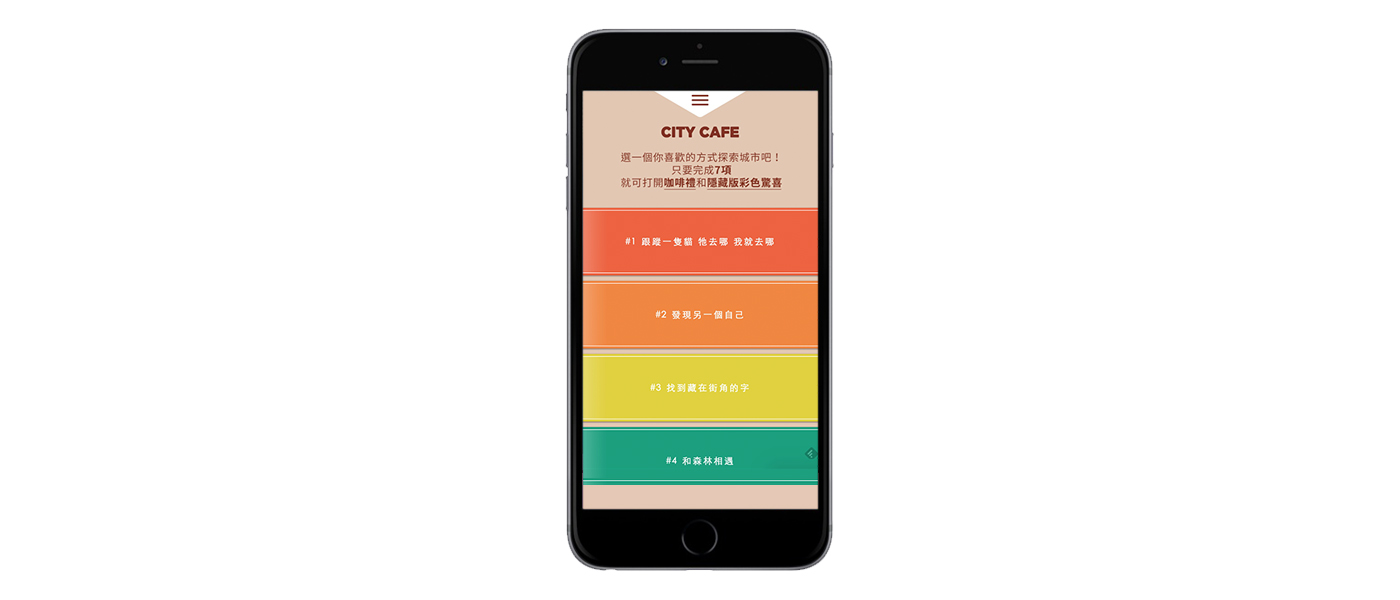 CITY CAFE
選一個你喜歡的方式探索城市吧！
只要完成7項
就可打開咖啡禮和隱藏版彩色驚喜
#1 跟蹤一隻貓 牠去哪 我就去哪
#2 發現另一個自己
#3 找到藏在街角的字
#4 和森林相遇